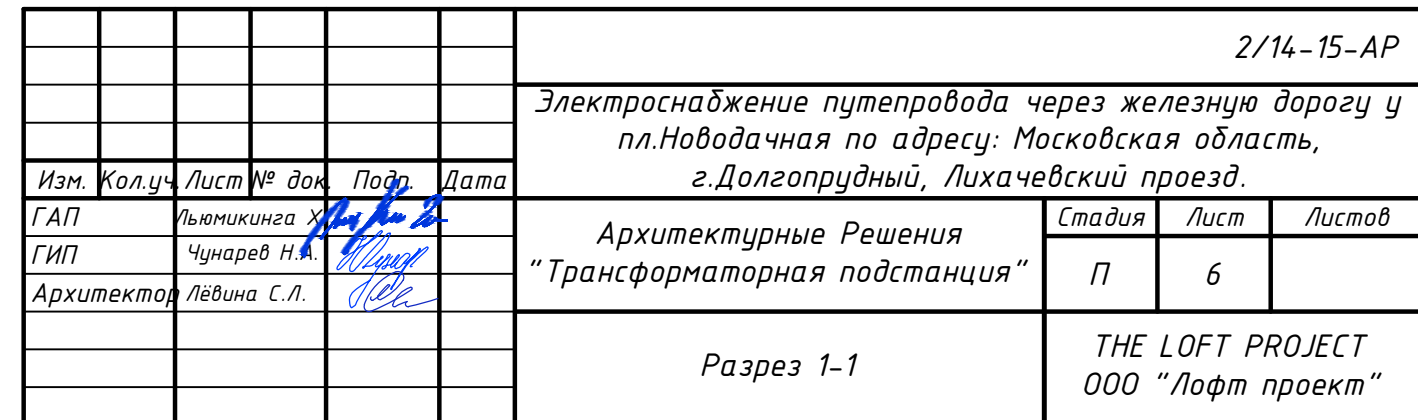 2/14-15-АР
Электроснабжение путепровода через железную дорогу у
пл.Новодачная по адресу: Московская область,
г.Долгопрудный, Лихачевский проезд.
Изм. Кол.уч. Лист № док. Подп. Дата
ГАП Льюмикинга Х.
ГИП Чунарев Н.А.
Архитектор Лёвина С.Л.
Архитектурные Решения
"Трансформаторная подстанция"
Стадия Лист Листов
П 6
Разрез 1-1
THE LOFT PROJECT
ООО "Лофт проект"